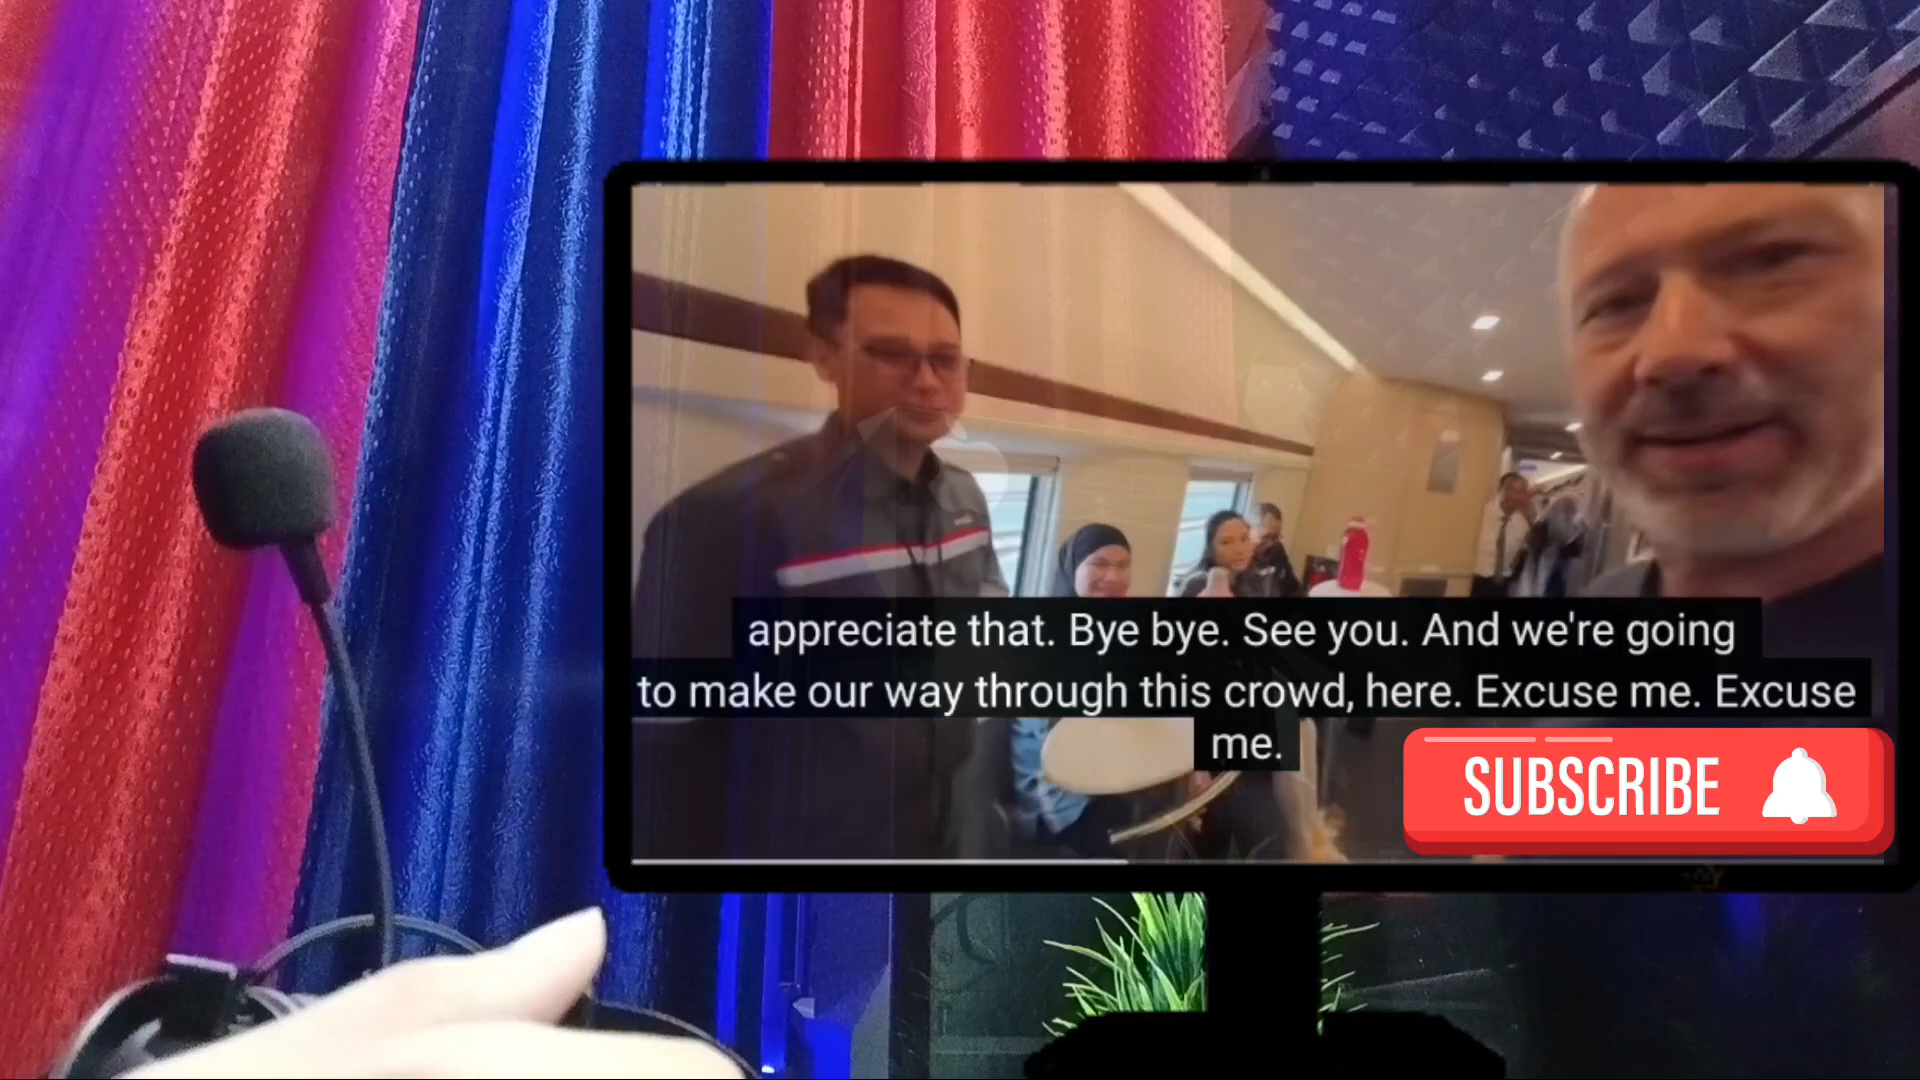 appreciate that. Bye bye. See you. And we're going
to make our way through this crowd, here. Excuse me. Excuse
me.
SUBSCRIBE